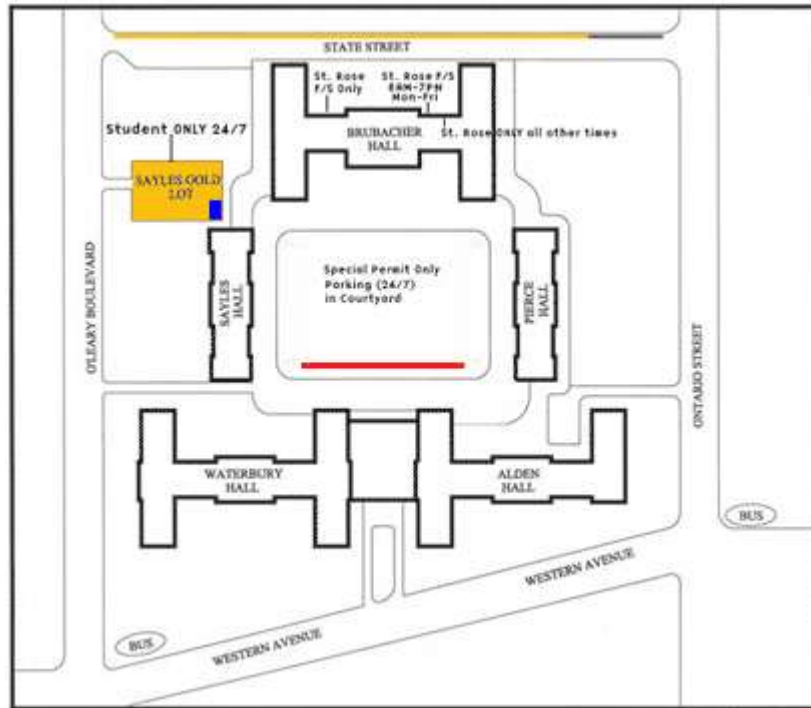 STATE STREET
St. Rose
F/S Only
St. Rose F/S
8AM-7PM
Mon-Fri
St. Rose ONLY all other times
BRUBACHER
HALL
Student ONLY 24/7
SAYLES GOLD
LOT
O'LEARY BOULEVARD
SAYLES
HALL
Special Permit Only
Parking (24/7)
in Courtyard
PIERCE
HALL
ONTARIO STREET
WATERBURY
HALL
ALDEN
HALL
BUS
WESTERN AVENUE
BUS
WESTERN AVENUE